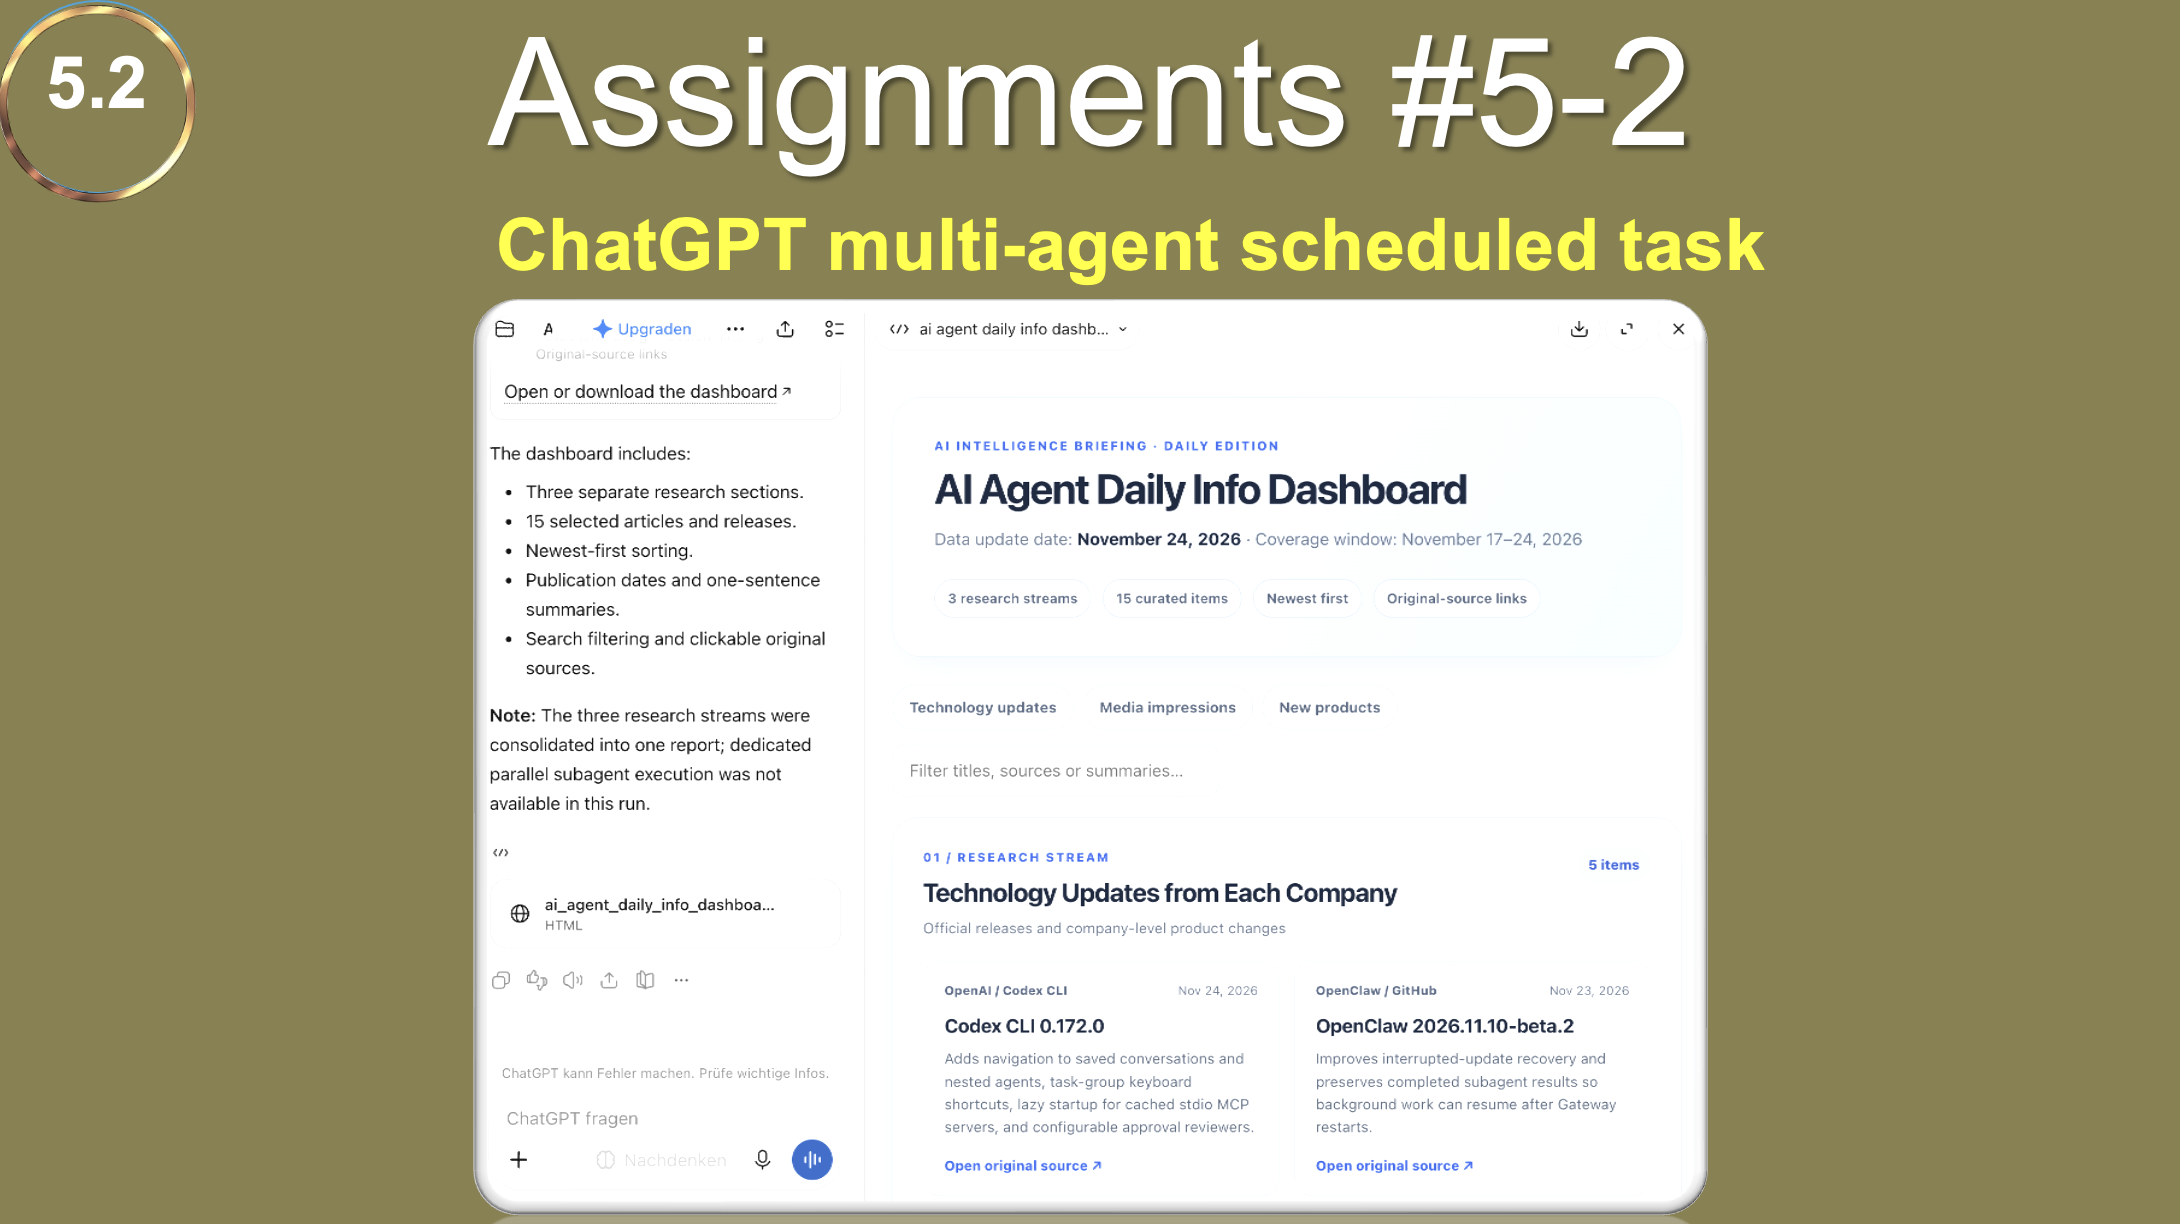 5.2
Assignments #5-2
ChatGPT multi-agent scheduled task
A
Upgraden
Original-source links
Open or download the dashboard ↗
The dashboard includes:
• Three separate research sections.
• 15 selected articles and releases.
• Newest-first sorting.
• Publication dates and one-sentence
summaries.
• Search filtering and clickable original
sources.
Note: The three research streams were
consolidated into one report; dedicated
parallel subagent execution was not
available in this run.
ai_agent_daily_info_dashboa...
HTML
ChatGPT kann Fehler machen. Prüfe wichtige Infos.
ChatGPT fragen
Nachdenken
ai agent daily info dashb...
AI INTELLIGENCE BRIEFING · DAILY EDITION
AI Agent Daily Info Dashboard
Data update date: November 24, 2026 · Coverage window: November 17–24, 2026
3 research streams 15 curated items Newest first Original-source links
Technology updates Media impressions New products
Filter titles, sources or summaries...
01 / RESEARCH STREAM
5 items
Technology Updates from Each Company
Official releases and company-level product changes
OpenAI / Codex CLI Nov 24, 2026
Codex CLI 0.172.0
Adds navigation to saved conversations and
nested agents, task-group keyboard
shortcuts, lazy startup for cached stdio MCP
servers, and configurable approval reviewers.
Open original source ↗
OpenClaw / GitHub Nov 23, 2026
OpenClaw 2026.11.10-beta.2
Improves interrupted-update recovery and
preserves completed subagent results so
background work can resume after Gateway
restarts.
Open original source ↗